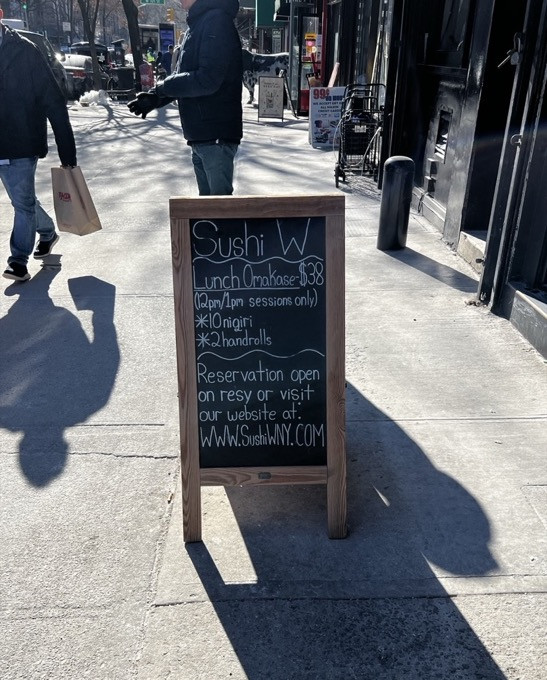 Sushi W
Lunch Omakase-$38
(12pm/1pm sessions only)
*10 nigiri
*2 handrolls
Reservation open
on resy or visit
our website at:
WWW.SushiWNY.COM
99¢